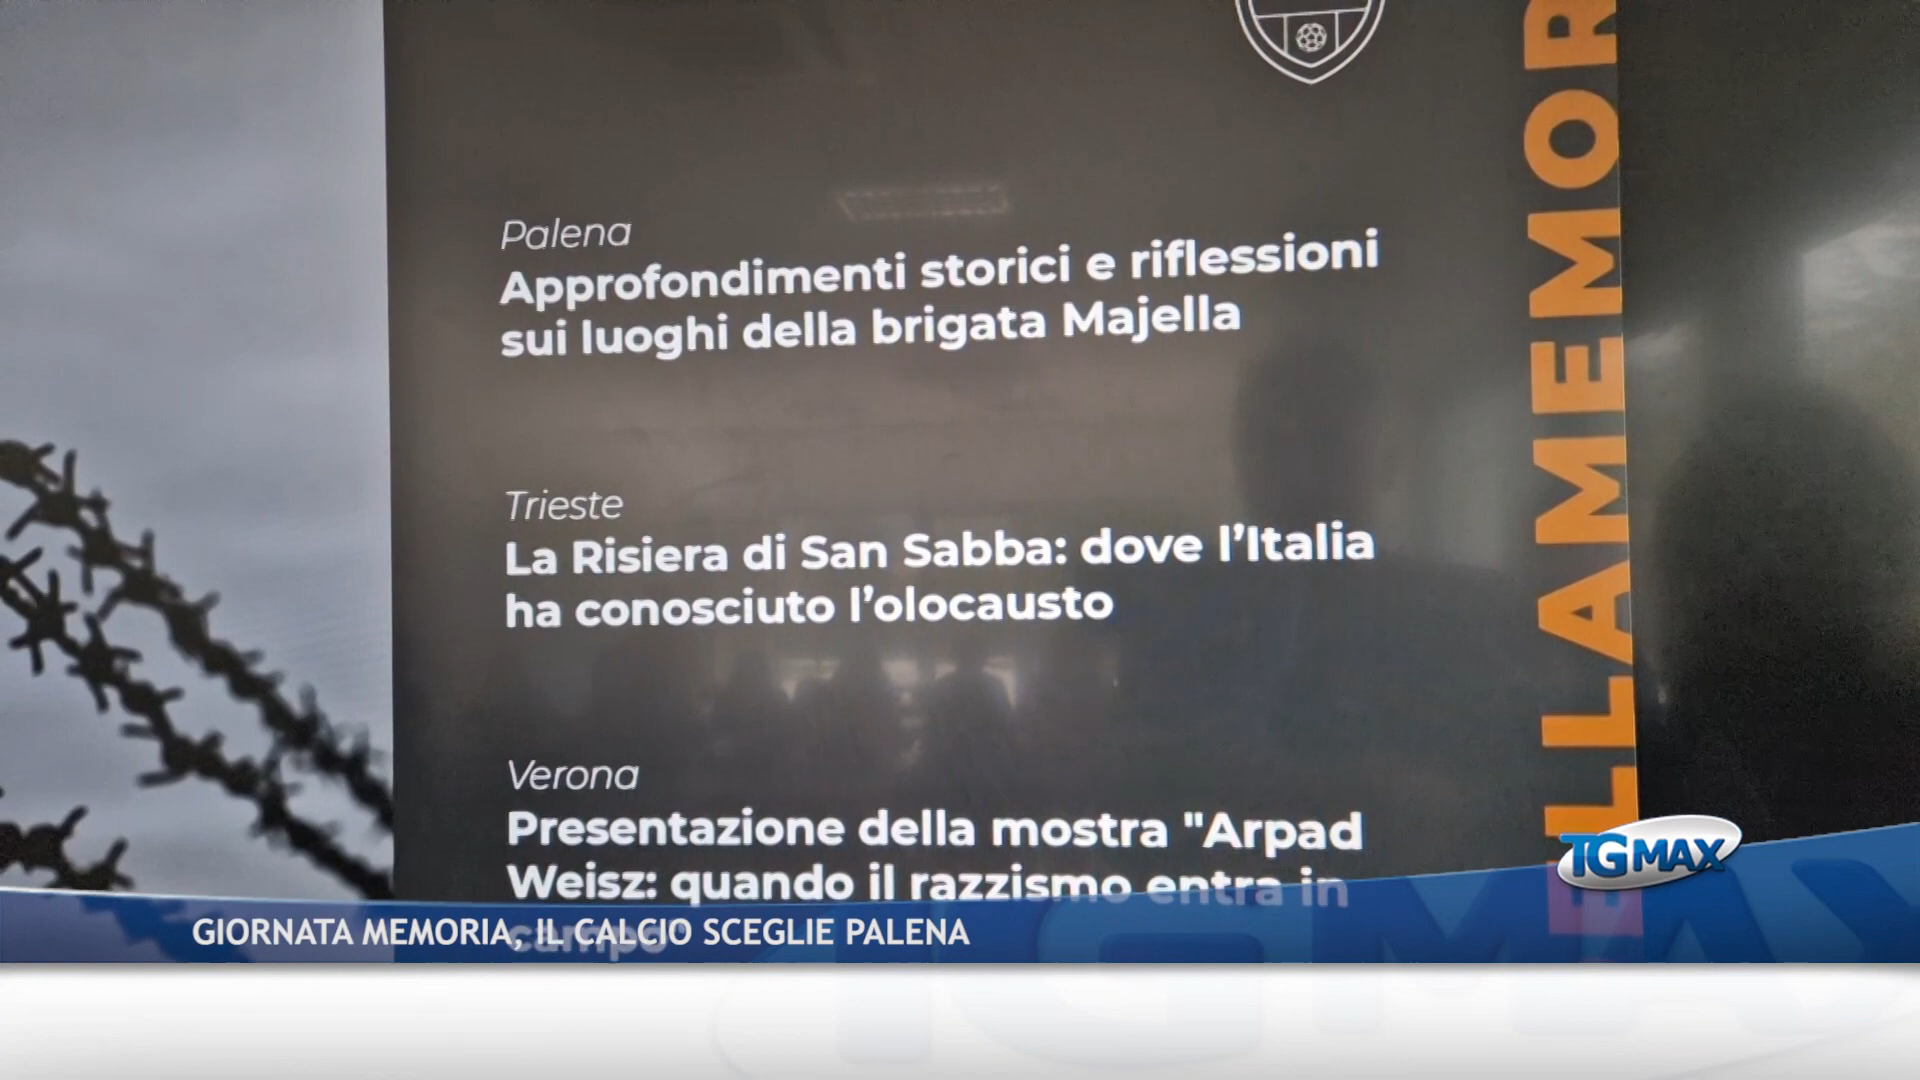 Palena
Approfondimenti storici e riflessioni
sui luoghi della brigata Majella
Trieste
La Risiera di San Sabba: dove l'Italia
ha conosciuto l'olocausto
Verona
Presentazione della mostra "Arpad
Weisz: quando il razzismo entra in
campo"
LLAMEMOR
TGMAX
GIORNATA MEMORIA, IL CALCIO SCEGLIE PALENA